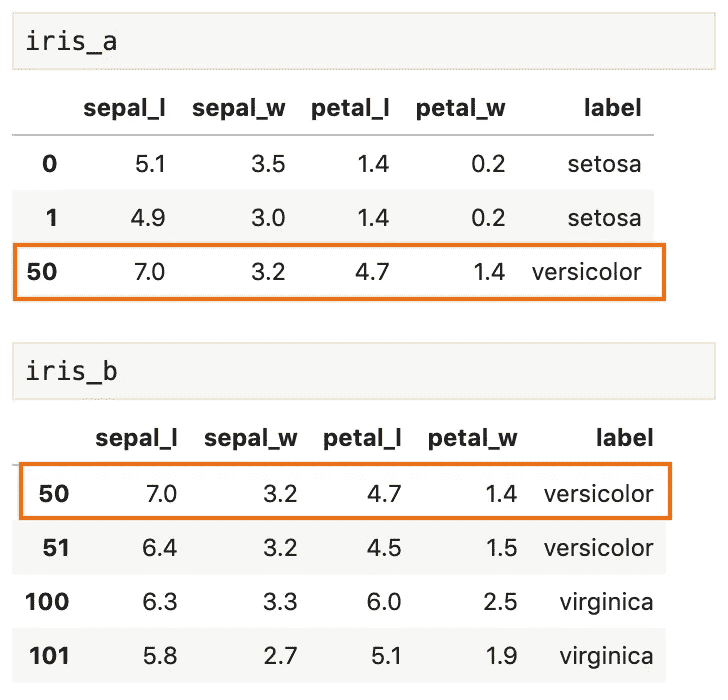 iris_a
sepal_l sepal_w petal_l petal_w label
0 5.1 3.5 1.4 0.2 setosa
1 4.9 3.0 1.4 0.2 setosa
50 7.0 3.2 4.7 1.4 versicolor
iris_b
sepal_l sepal_w petal_l petal_w label
50 7.0 3.2 4.7 1.4 versicolor
51 6.4 3.2 4.5 1.5 versicolor
100 6.3 3.3 6.0 2.5 virginica
101 5.8 2.7 5.1 1.9 virginica